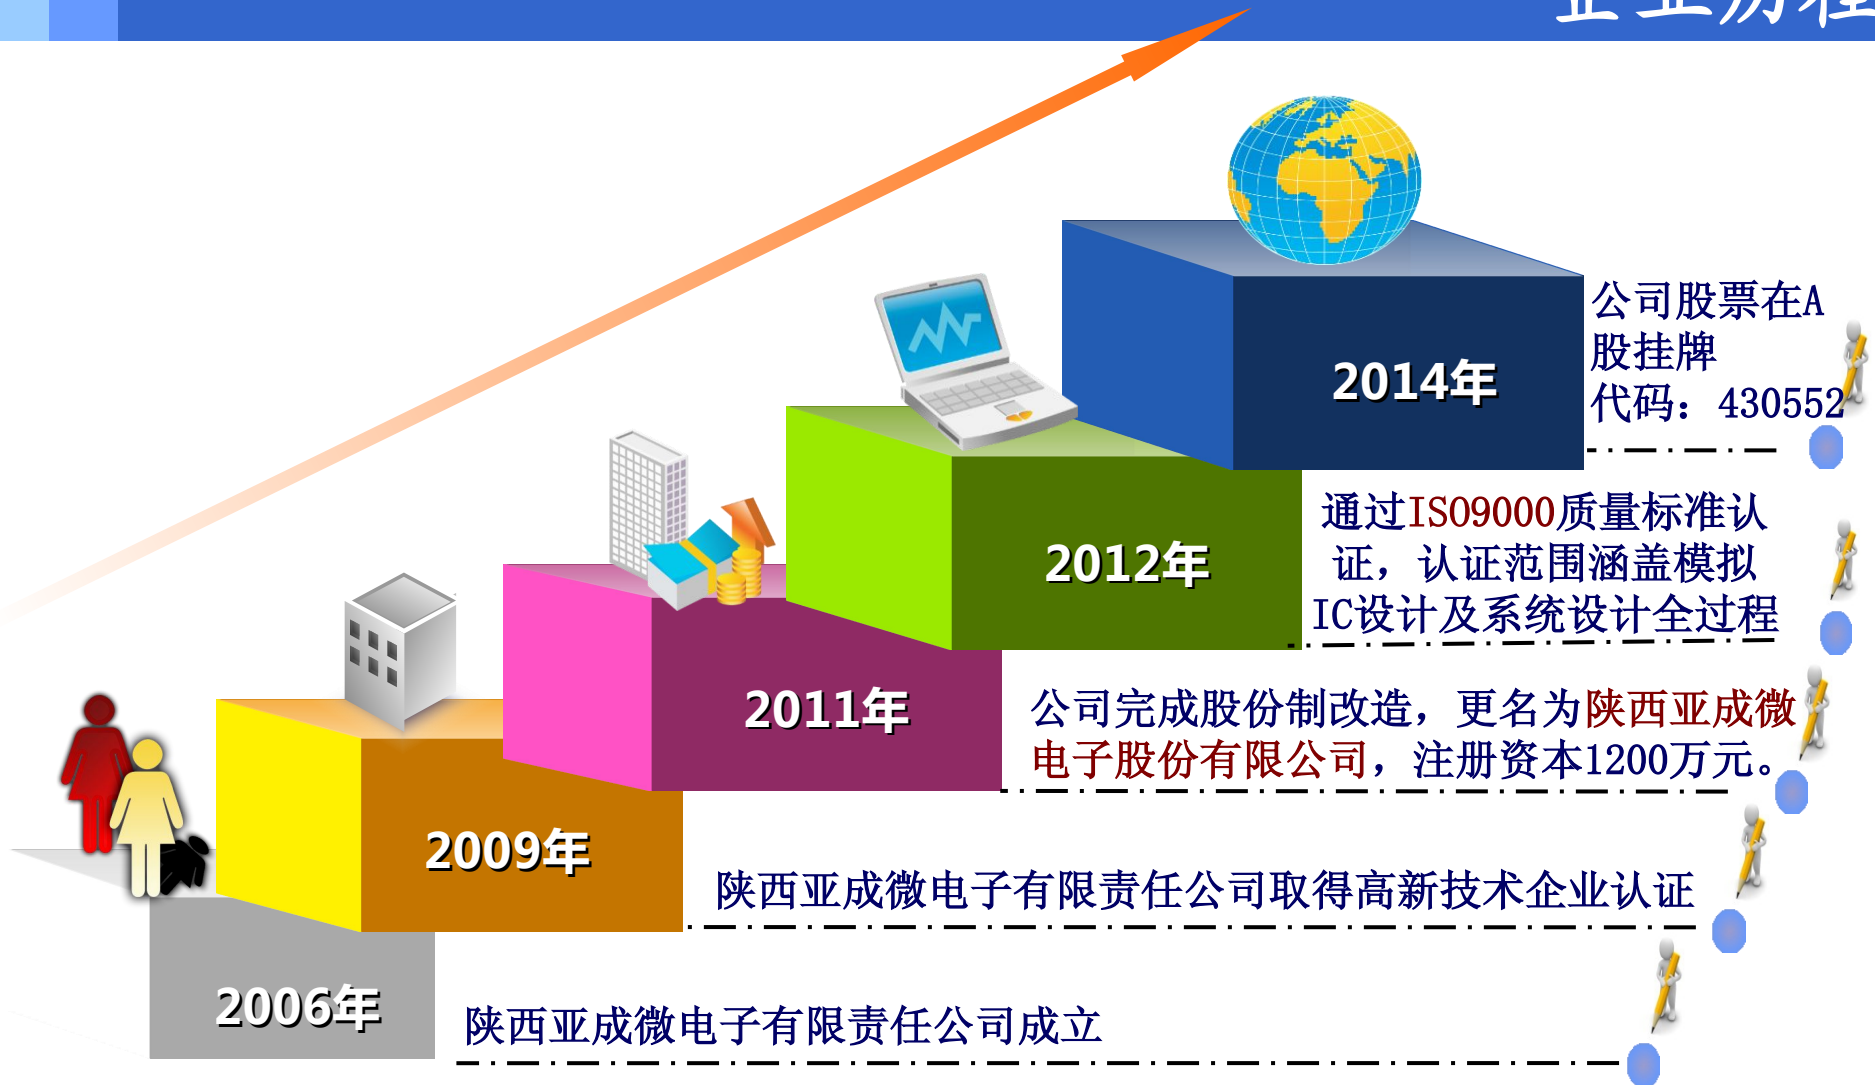 企业历程
2014年
公司股票在A
股挂牌
代码：430552
2012年
通过ISO9000质量标准认
证，认证范围涵盖模拟
IC设计及系统设计全过程
2011年
公司完成股份制改造，更名为陕西亚成微
电子股份有限公司，注册资本1200万元。
2009年
陕西亚成微电子有限责任公司取得高新技术企业认证
2006年
陕西亚成微电子有限责任公司成立